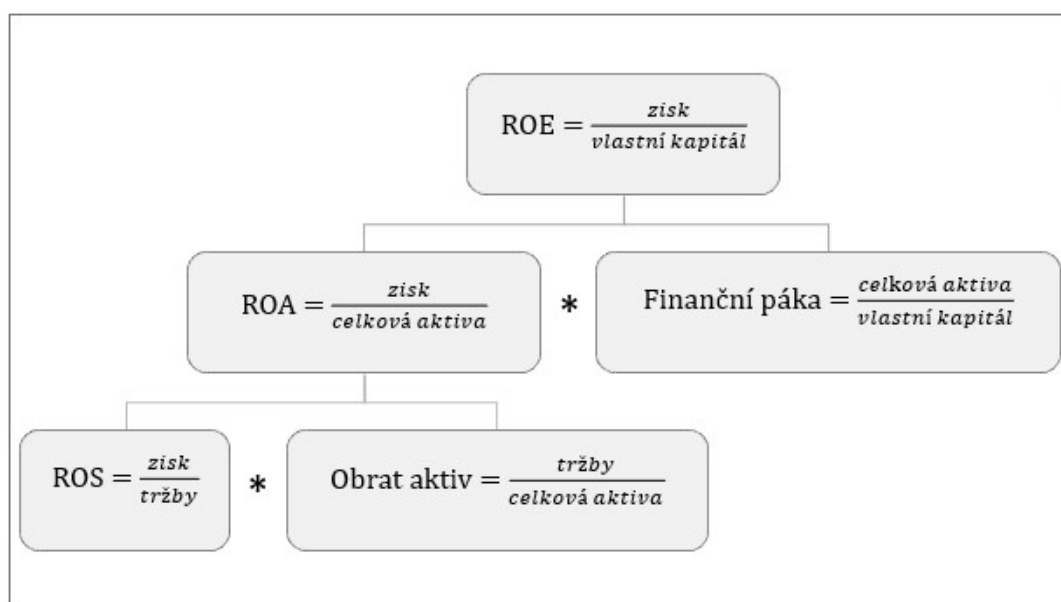 ROE = zisk / vlastní kapitál
ROA = zisk / celková aktiva * Finanční páka = celková aktiva / vlastní kapitál
ROS = zisk / tržby * Obrat aktiv = tržby / celková aktiva